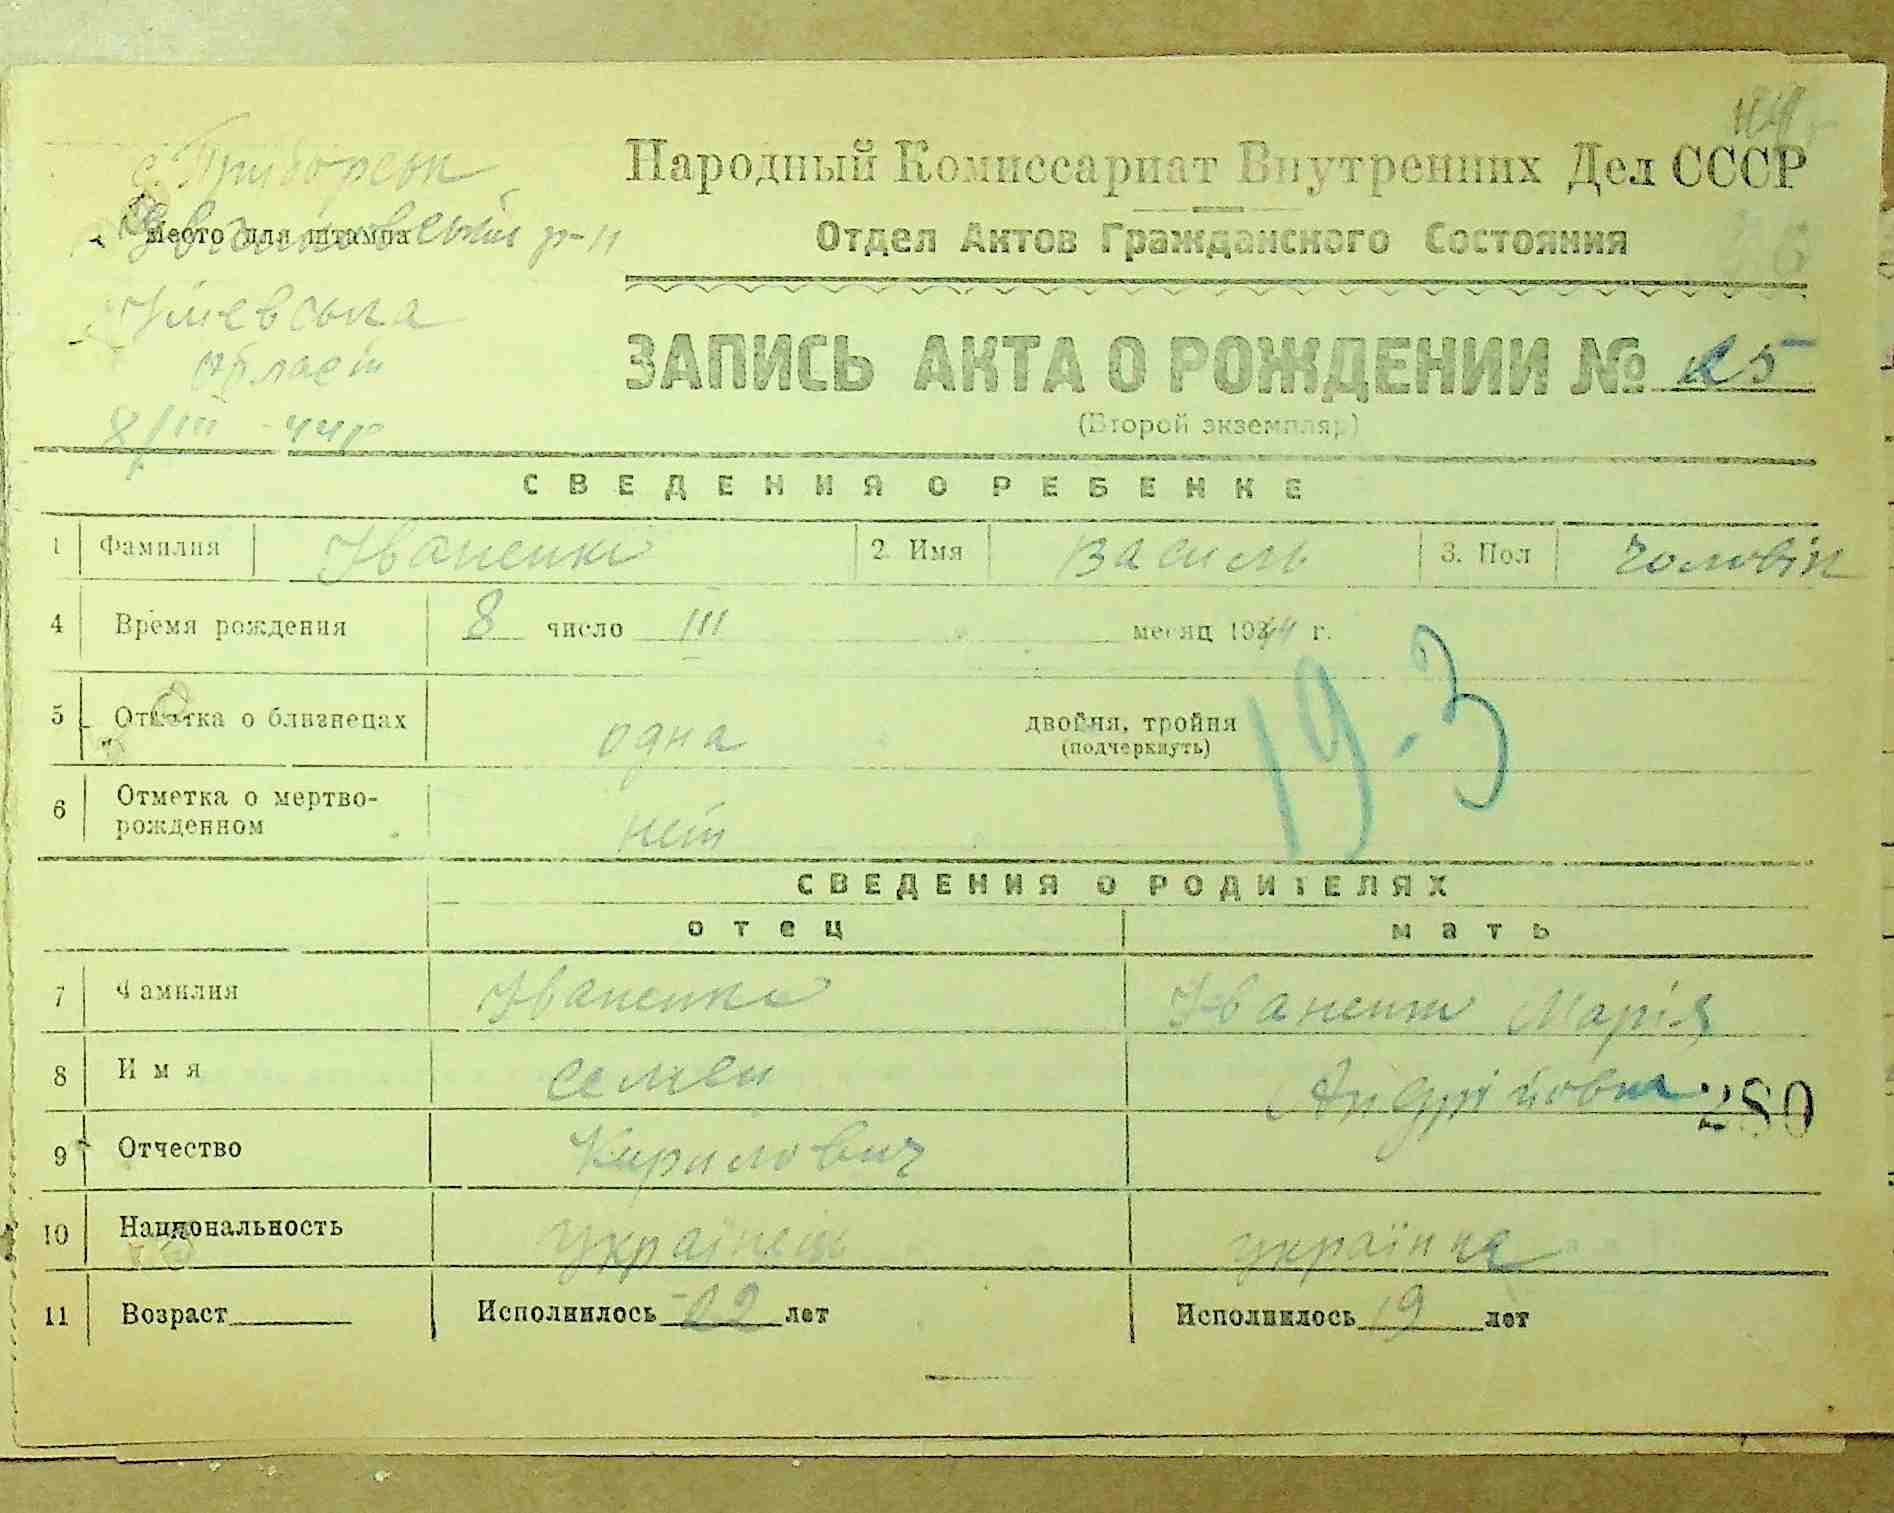 Народный Комиссариат Внутренних Дел СССР
Место для штампа р-н
Отдел Актов Гражданского Состояния
Київська
област
8/III -44р
ЗАПИСЬ АКТА О РОЖДЕНИИ № 25
(Второй экземпляр)
СВЕДЕНИЯ О РЕБЕНКЕ
1 Фамилия Іваненко 2. Имя Василь 3. Пол чоловік
4 Время рождения 8 число III месяц 1944 г.
5 Отметка о близнецах одна двойня, тройня
(подчеркнуть)
19.3
6 Отметка о мертво-
рожденном нет
СВЕДЕНИЯ О РОДИТЕЛЯХ
отец мать
7 Фамилия Іваненко Іваненко Марія
8 Имя Семен Андріївна
280
9 Отчество Кирилович
10 Национальность українець українка
11 Возраст Исполнилось 22 лет Исполнилось 19 лет